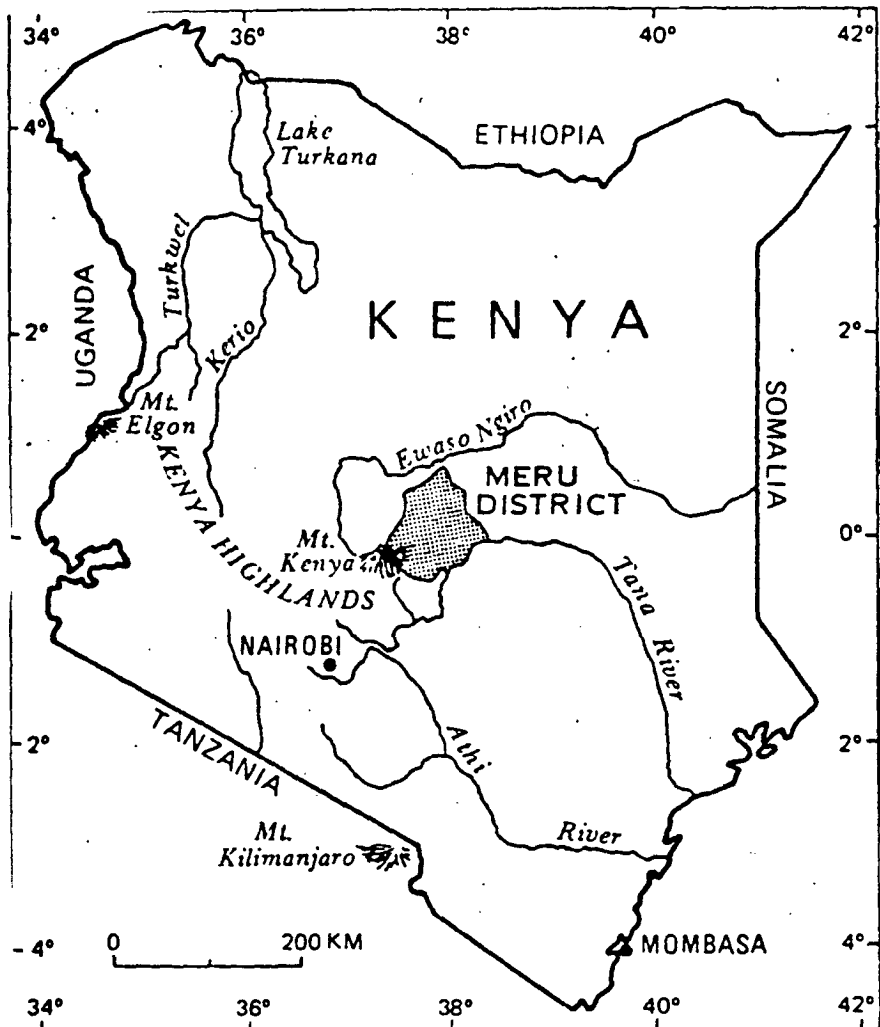 34° 36° 38° 40° 42°
4° 4°
Lake
Turkana
ETHIOPIA
Turkwel
UGANDA
KENYA
2° 2°
Kerio
Mt.
Elgon
SOMALIA
Ewaso Ngiro
MERU
DISTRICT
KENYA HIGHLANDS
0°
Mt.
Kenya
Tana
River
NAIROBI
2° 2°
TANZANIA
Athi
River
Mt.
Kilimanjaro
0 200 KM
4° 4°
MOMBASA
34° 36° 38° 40°